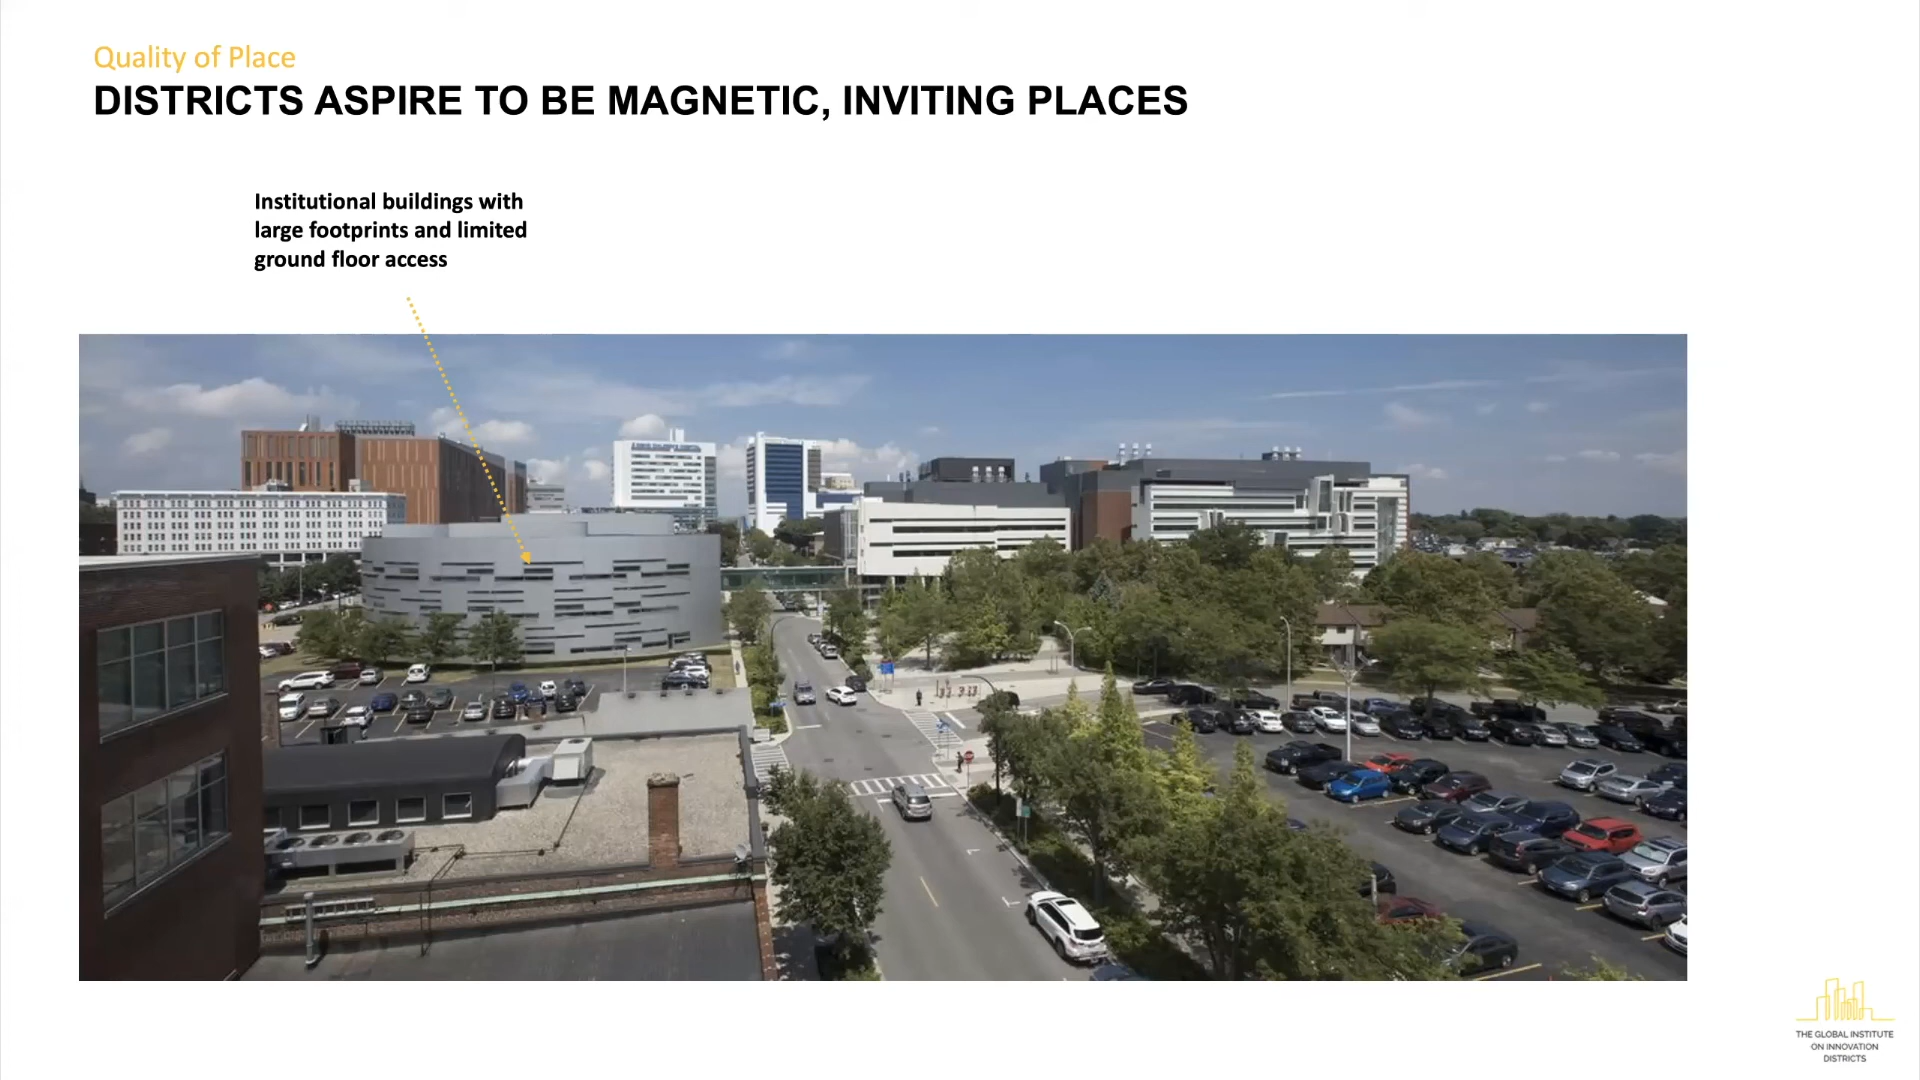 Quality of Place
DISTRICTS ASPIRE TO BE MAGNETIC, INVITING PLACES
Institutional buildings with
large footprints and limited
ground floor access
THE GLOBAL INSTITUTE
ON INNOVATION
DISTRICTS